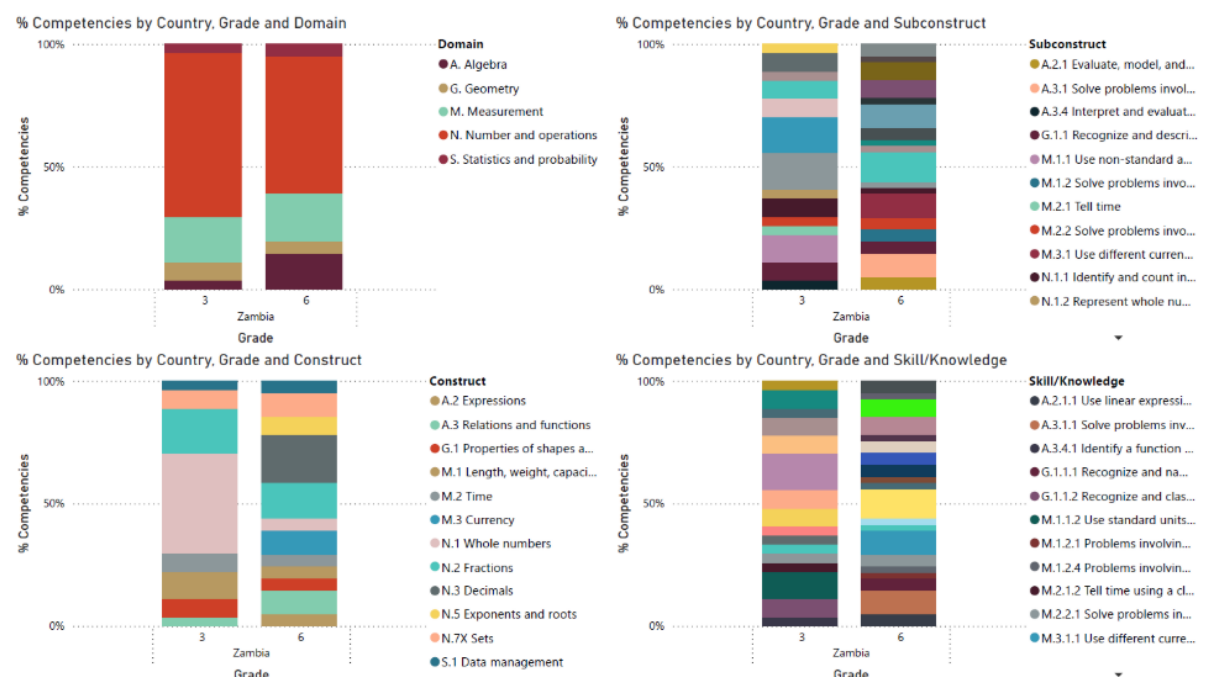 % Competencies by Country, Grade and Domain
100%
50%
0%
% Competencies
3
6
Zambia
Grade
Domain
A. Algebra
G. Geometry
M. Measurement
N. Number and operations
S. Statistics and probability
% Competencies by Country, Grade and Subconstruct
100%
50%
0%
% Competencies
3
6
Zambia
Grade
Subconstruct
A.2.1 Evaluate, model, and...
A.3.1 Solve problems invol...
A.3.4 Interpret and evaluat...
G.1.1 Recognize and descri...
M.1.1 Use non-standard a...
M.1.2 Solve problems invo...
M.2.1 Tell time
M.2.2 Solve problems invo...
M.3.1 Use different curren...
N.1.1 Identify and count in...
N.1.2 Represent whole nu...
% Competencies by Country, Grade and Construct
100%
50%
0%
% Competencies
3
6
Zambia
Grade
Construct
A.2 Expressions
A.3 Relations and functions
G.1 Properties of shapes a...
M.1 Length, weight, capaci...
M.2 Time
M.3 Currency
N.1 Whole numbers
N.2 Fractions
N.3 Decimals
N.5 Exponents and roots
N.7X Sets
S.1 Data management
% Competencies by Country, Grade and Skill/Knowledge
100%
50%
0%
% Competencies
3
6
Zambia
Grade
Skill/Knowledge
A.2.1.1 Use linear expressi...
A.3.1.1 Solve problems inv...
A.3.4.1 Identify a function ...
G.1.1.1 Recognize and na...
G.1.1.2 Recognize and clas...
M.1.1.2 Use standard units...
M.1.2.1 Problems involvin...
M.1.2.4 Problems involvin...
M.2.1.2 Tell time using a cl...
M.2.2.1 Solve problems in...
M.3.1.1 Use different curre...